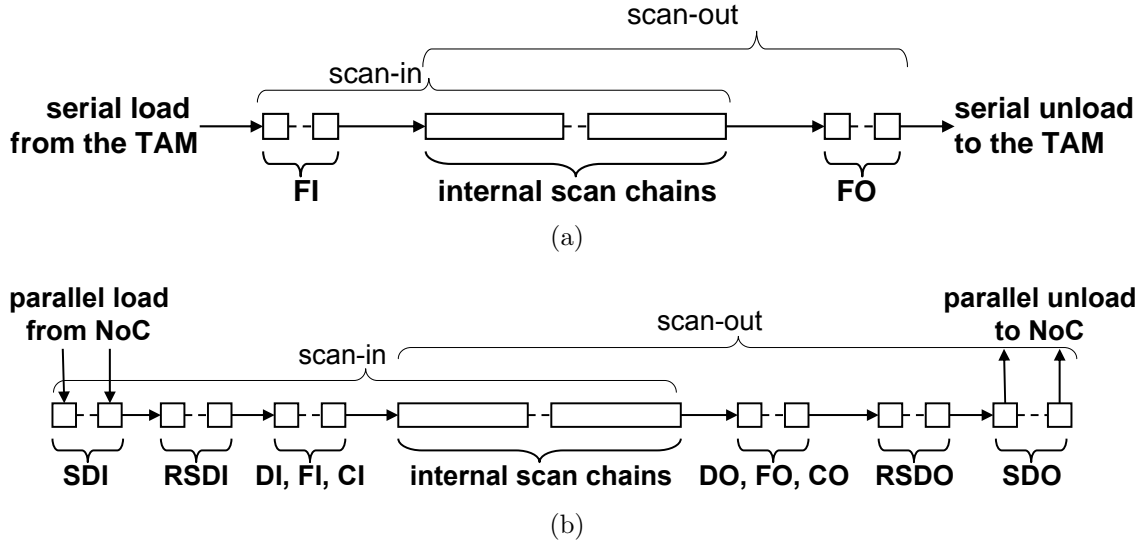 scan-out
scan-in
serial load
from the TAM
serial unload
to the TAM
FI
internal scan chains
FO
(a)
parallel load
from NoC
parallel unload
to NoC
scan-out
scan-in
SDI
RSDI
DI, FI, CI
internal scan chains
DO, FO, CO
RSDO
SDO
(b)